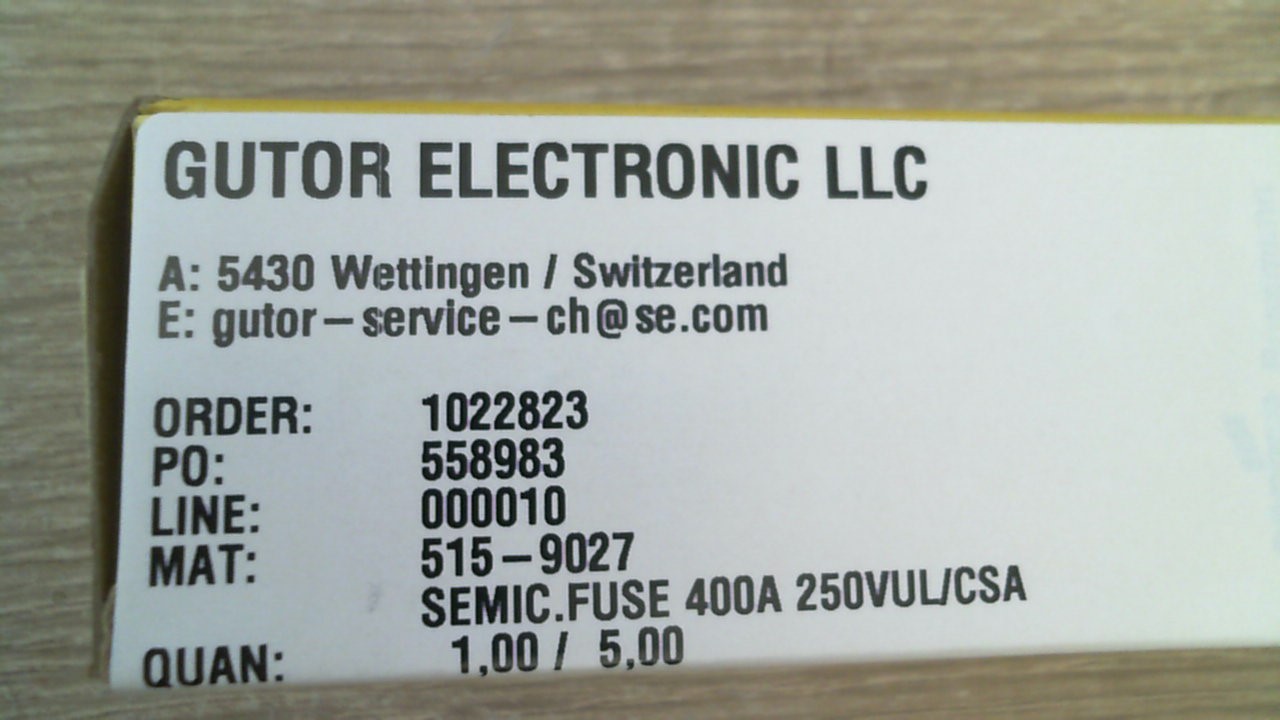 GUTOR ELECTRONIC LLC
A: 5430 Wettingen / Switzerland
E: gutor-service-ch@se.com
ORDER: 1022823
PO: 558983
LINE: 000010
MAT: 515-9027
SEMIC.FUSE 400A 250VUL/CSA
QUAN: 1,00 / 5,00